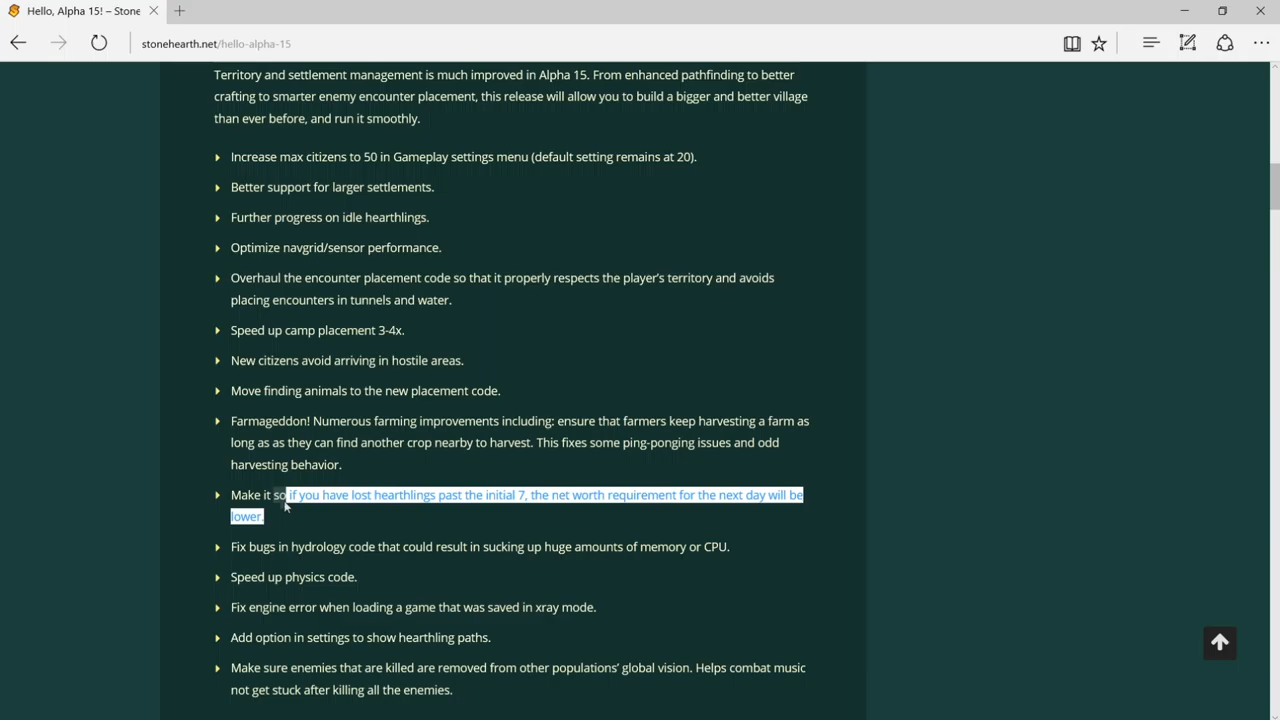 Hello, Alpha 15! – Stone
stonehearth.net/hello-alpha-15
Territory and settlement management is much improved in Alpha 15. From enhanced pathfinding to better
crafting to smarter enemy encounter placement, this release will allow you to build a bigger and better village
than ever before, and run it smoothly.
Increase max citizens to 50 in Gameplay settings menu (default setting remains at 20).
Better support for larger settlements.
Further progress on idle hearthlings.
Optimize navgrid/sensor performance.
Overhaul the encounter placement code so that it properly respects the player's territory and avoids
placing encounters in tunnels and water.
Speed up camp placement 3-4x.
New citizens avoid arriving in hostile areas.
Move finding animals to the new placement code.
Farmageddon! Numerous farming improvements including: ensure that farmers keep harvesting a farm as
long as as they can find another crop nearby to harvest. This fixes some ping-ponging issues and odd
harvesting behavior.
Make it so if you have lost hearthlings past the initial 7, the net worth requirement for the next day will be
lower.
Fix bugs in hydrology code that could result in sucking up huge amounts of memory or CPU.
Speed up physics code.
Fix engine error when loading a game that was saved in xray mode.
Add option in settings to show hearthling paths.
Make sure enemies that are killed are removed from other populations' global vision. Helps combat music
not get stuck after killing all the enemies.